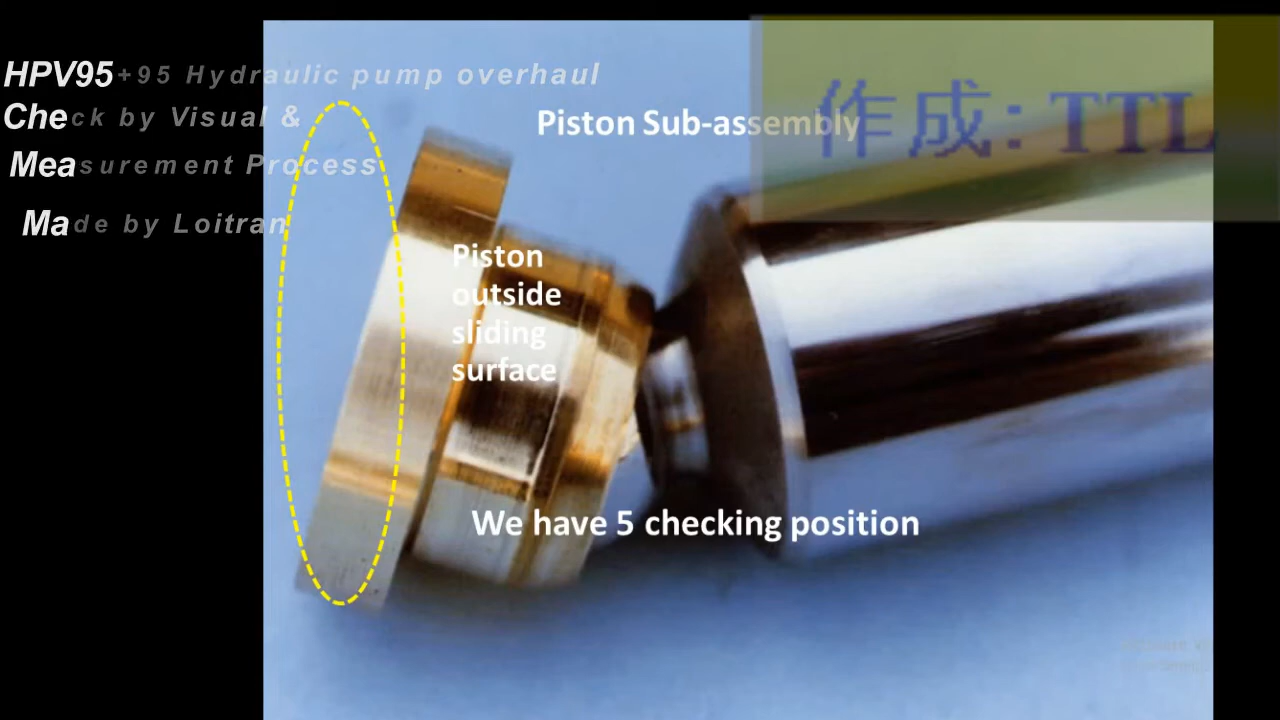 HPV95+95 Hydraulic pump overhaul
Check by Visual &
Measurement Process
Made by Loitran
Piston Sub-assembly
作成: TTL
Piston
outside
sliding
surface
We have 5 checking position